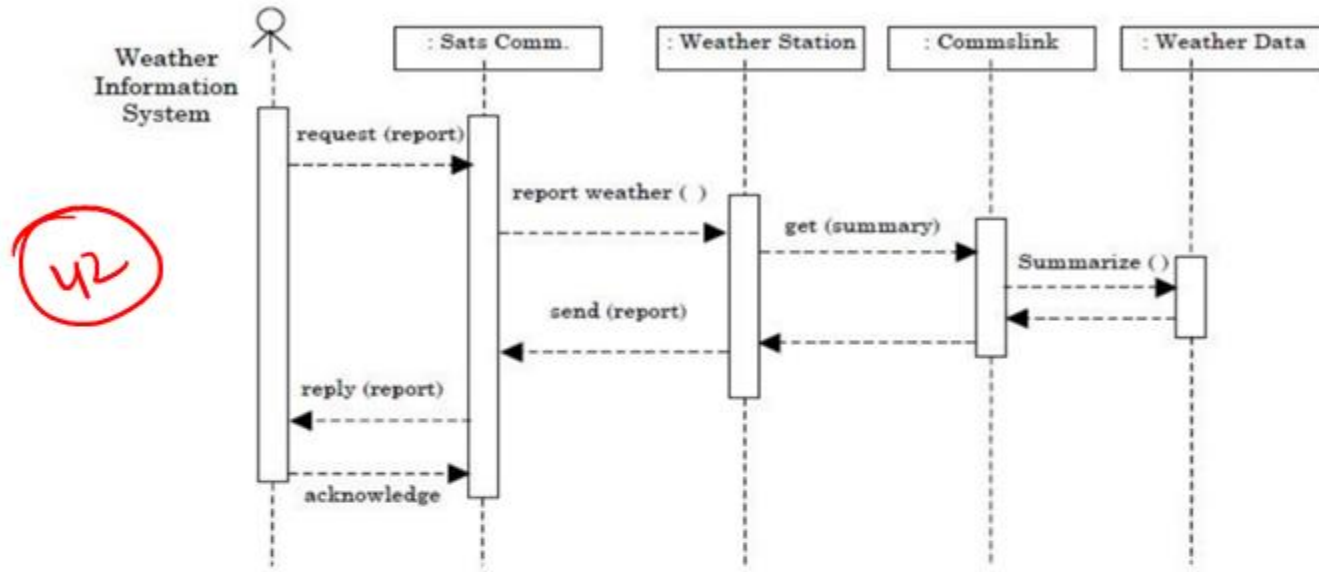 : Sats Comm.
: Weather Station
: Commslink
: Weather Data
Weather
Information
System
request (report)
report weather ( )
get (summary)
Summarize ( )
42
send (report)
reply (report)
acknowledge